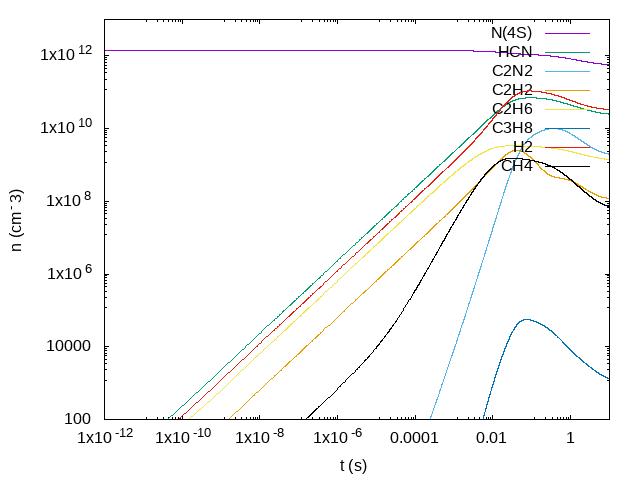 N(4S)
HCN
C2N2
C2H2
C2H6
C3H8
H2
CH4
1x10^12
1x10^10
1x10^8
1x10^6
10000
100
n (cm^-3)
1x10^-12
1x10^-10
1x10^-8
1x10^-6
0.0001
0.01
1
t (s)